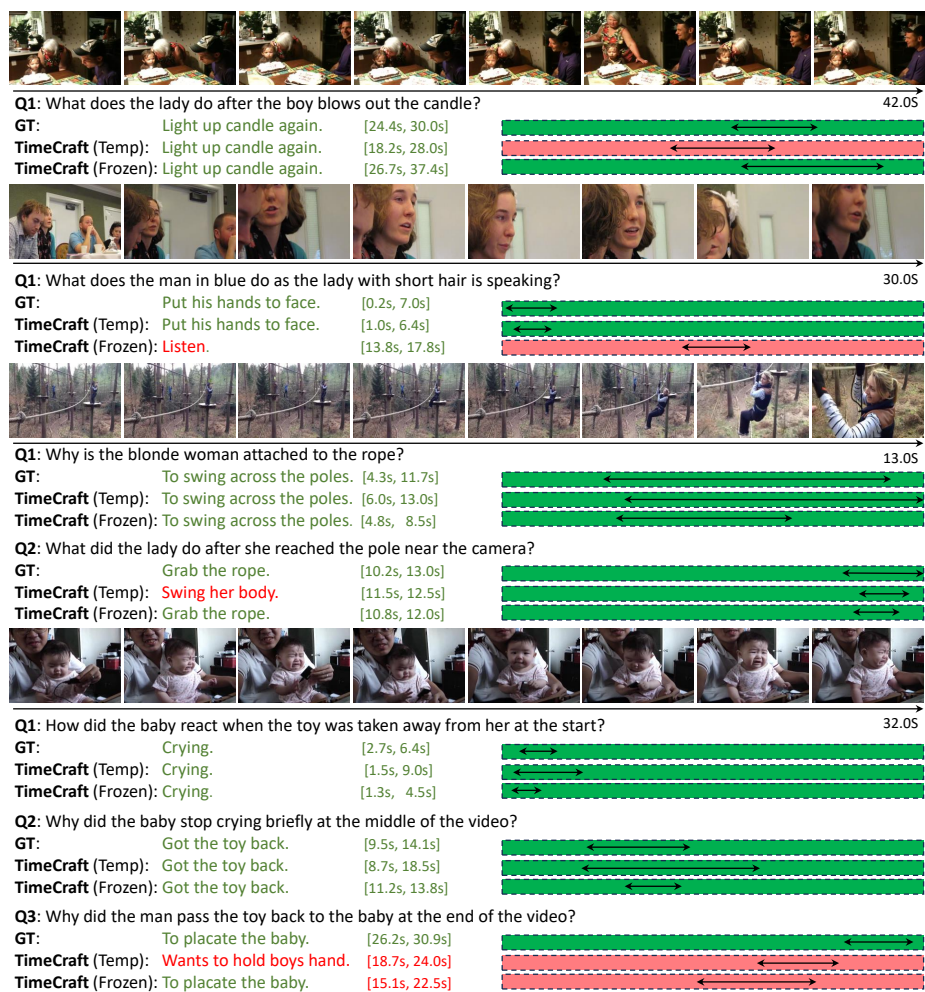 Q1: What does the lady do after the boy blows out the candle? 42.0S
GT: Light up candle again. [24.4s, 30.0s]
TimeCraft (Temp): Light up candle again. [18.2s, 28.0s]
TimeCraft (Frozen): Light up candle again. [26.7s, 37.4s]
Q1: What does the man in blue do as the lady with short hair is speaking? 30.0S
GT: Put his hands to face. [0.2s, 7.0s]
TimeCraft (Temp): Put his hands to face. [1.0s, 6.4s]
TimeCraft (Frozen): Listen. [13.8s, 17.8s]
Q1: Why is the blonde woman attached to the rope? 13.0S
GT: To swing across the poles. [4.3s, 11.7s]
TimeCraft (Temp): To swing across the poles. [6.0s, 13.0s]
TimeCraft (Frozen): To swing across the poles. [4.8s, 8.5s]
Q2: What did the lady do after she reached the pole near the camera?
GT: Grab the rope. [10.2s, 13.0s]
TimeCraft (Temp): Swing her body. [11.5s, 12.5s]
TimeCraft (Frozen): Grab the rope. [10.8s, 12.0s]
Q1: How did the baby react when the toy was taken away from her at the start? 32.0S
GT: Crying. [2.7s, 6.4s]
TimeCraft (Temp): Crying. [1.5s, 9.0s]
TimeCraft (Frozen): Crying. [1.3s, 4.5s]
Q2: Why did the baby stop crying briefly at the middle of the video?
GT: Got the toy back. [9.5s, 14.1s]
TimeCraft (Temp): Got the toy back. [8.7s, 18.5s]
TimeCraft (Frozen): Got the toy back. [11.2s, 13.8s]
Q3: Why did the man pass the toy back to the baby at the end of the video?
GT: To placate the baby. [26.2s, 30.9s]
TimeCraft (Temp): Wants to hold boys hand. [18.7s, 24.0s]
TimeCraft (Frozen): To placate the baby. [15.1s, 22.5s]